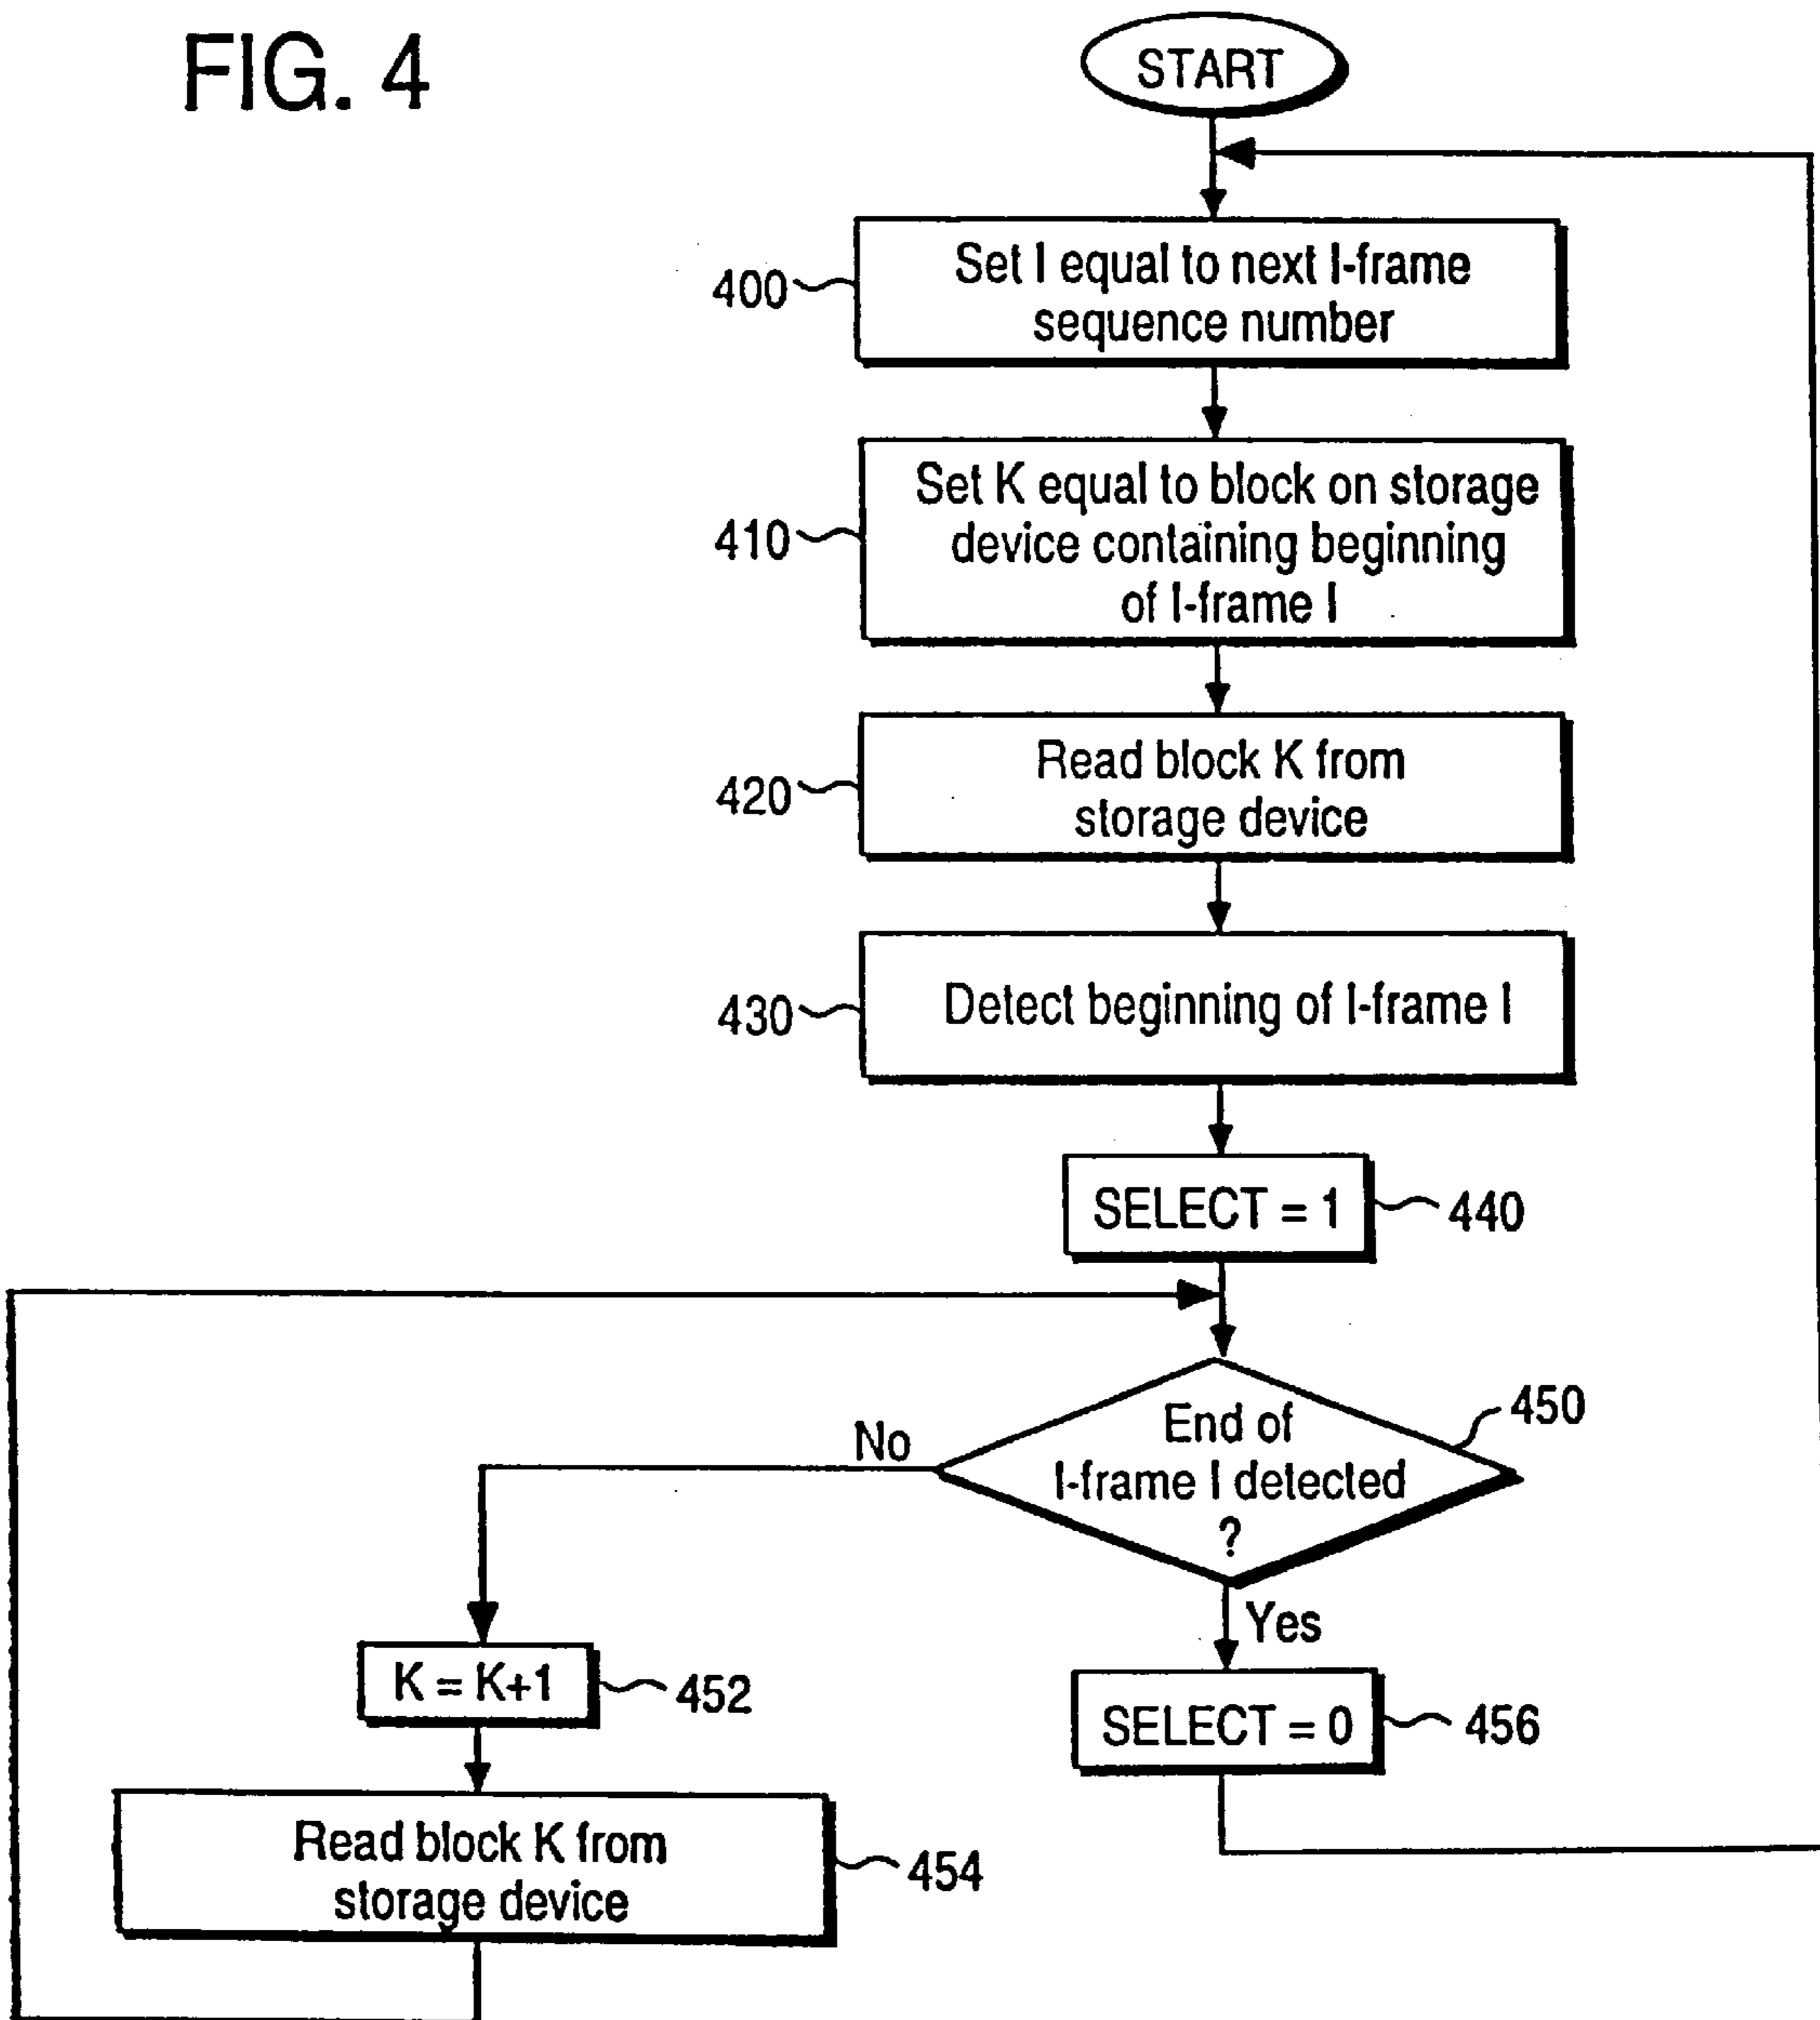 FIG. 4
START
400
Set I equal to next I-frame
sequence number
410
Set K equal to block on storage
device containing beginning
of I-frame I
420
Read block K from
storage device
430
Detect beginning of I-frame I
SELECT = 1
440
End of
I-frame I detected
?
450
No
Yes
K = K+1
452
SELECT = 0
456
Read block K from
storage device
454